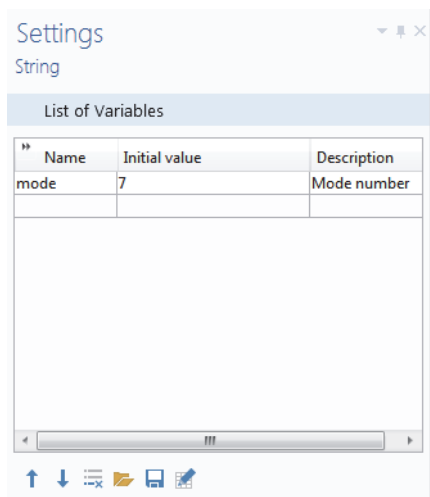 Settings
String
List of Variables
Name Initial value Description
mode 7 Mode number